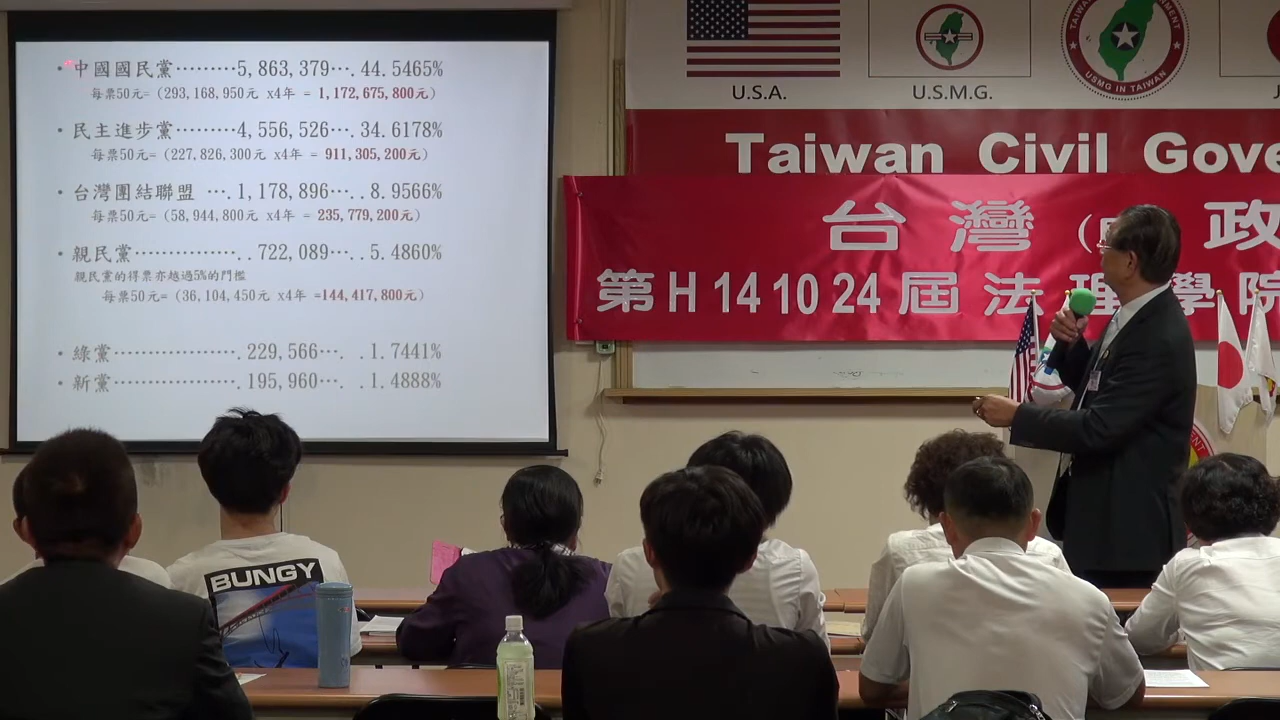 • 中國國民黨·········5,863,379···.44.5465%
每票50元= (293,168,950元 x4年 = 1,172,675,800元)
• 民主進步黨·········4,556,526···.34.6178%
每票50元= (227,826,300元 x4年 = 911,305,200元)
• 台灣團結聯盟 ···.1,178,896···..8.9566%
每票50元= (58,944,800元 x4年 = 235,779,200元)
• 親民黨············..722,089···..5.4860%
親民黨的得票亦越過5%的門檻
每票50元= (36,104,450元 x4年 =144,417,800元)
• 綠黨···············.229,566···. .1.7441%
• 新黨···············.195,960···. .1.4888%
U.S.A.
U.S.M.G.
USMG IN TAIWAN
Taiwan Civil Gove
台灣 ( 政
第H 14 10 24 屆 法 理 學 院
BUNGY